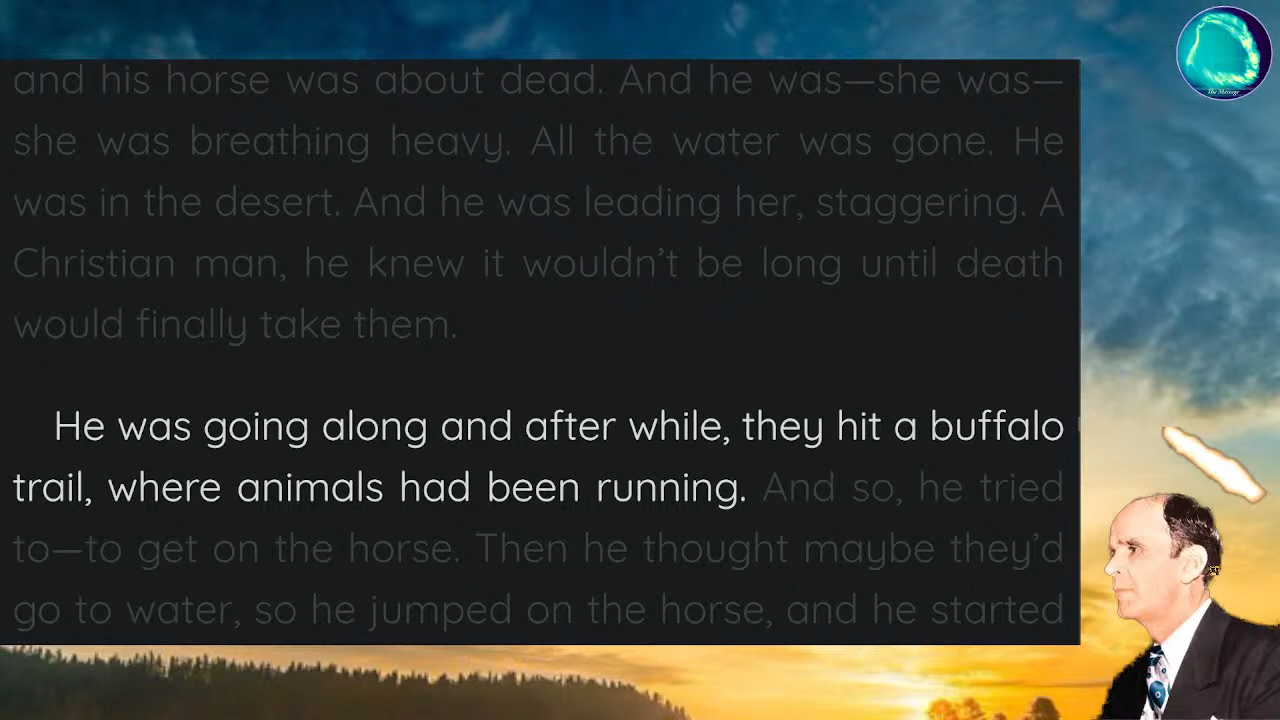 The Message
and his horse was about dead. And he was—she was—
she was breathing heavy. All the water was gone. He
was in the desert. And he was leading her, staggering. A
Christian man, he knew it wouldn’t be long until death
would finally take them.
He was going along and after while, they hit a buffalo
trail, where animals had been running. And so, he tried
to—to get on the horse. Then he thought maybe they’d
go to water, so he jumped on the horse, and he started